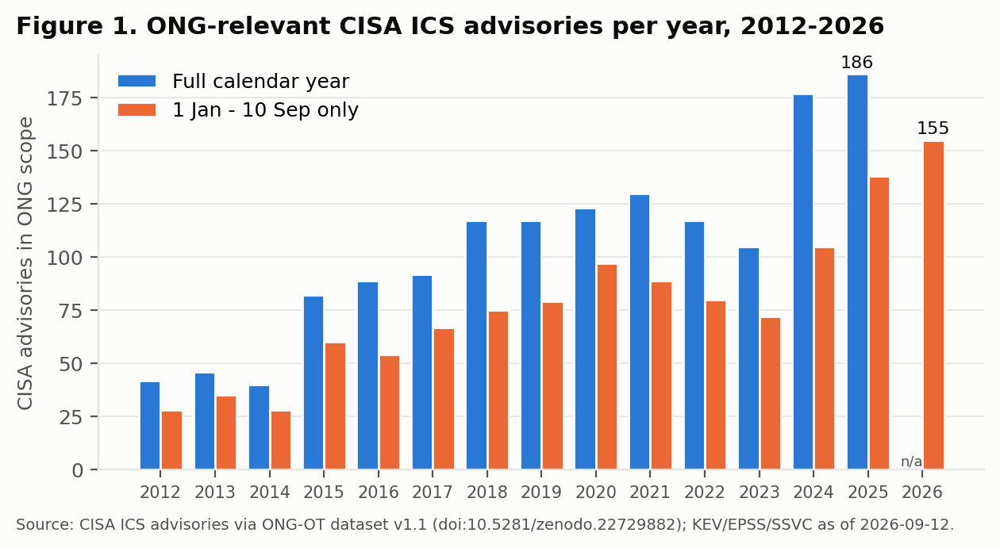 Figure 1. ONG-relevant CISA ICS advisories per year, 2012-2026
Full calendar year
1 Jan - 10 Sep only
CISA advisories in ONG scope
175
150
125
100
75
50
25
0
186
155
n/a
2012 2013 2014 2015 2016 2017 2018 2019 2020 2021 2022 2023 2024 2025 2026
Source: CISA ICS advisories via ONG-OT dataset v1.1 (doi:10.5281/zenodo.22729882); KEV/EPSS/SSVC as of 2026-09-12.